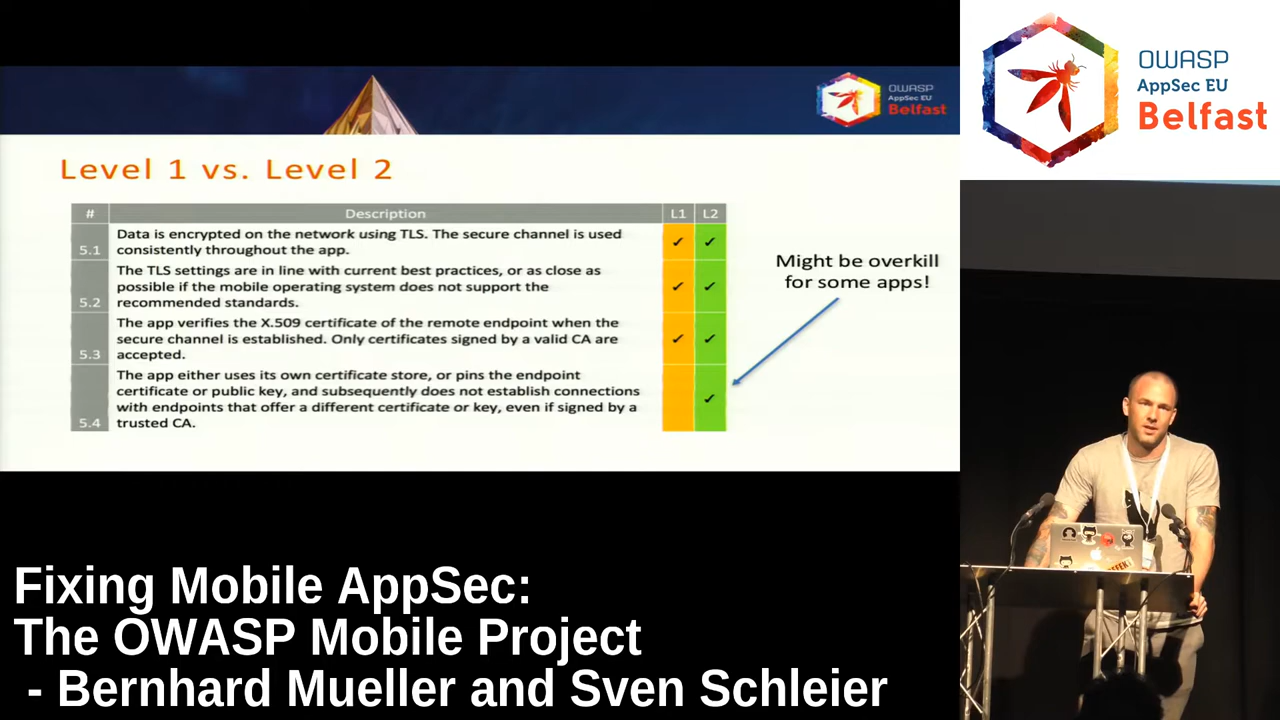 OWASP
AppSec EU
Belfast
OWASP
AppSec EU
Belfast
Level 1 vs. Level 2
# Description L1 L2
5.1 Data is encrypted on the network using TLS. The secure channel is used
consistently throughout the app. ✓ ✓
5.2 The TLS settings are in line with current best practices, or as close as
possible if the mobile operating system does not support the
recommended standards. ✓ ✓
5.3 The app verifies the X.509 certificate of the remote endpoint when the
secure channel is established. Only certificates signed by a valid CA are
accepted. ✓ ✓
5.4 The app either uses its own certificate store, or pins the endpoint
certificate or public key, and subsequently does not establish connections
with endpoints that offer a different certificate or key, even if signed by a
trusted CA. ✓
Might be overkill
for some apps!
Fixing Mobile AppSec:
The OWASP Mobile Project
- Bernhard Mueller and Sven Schleier